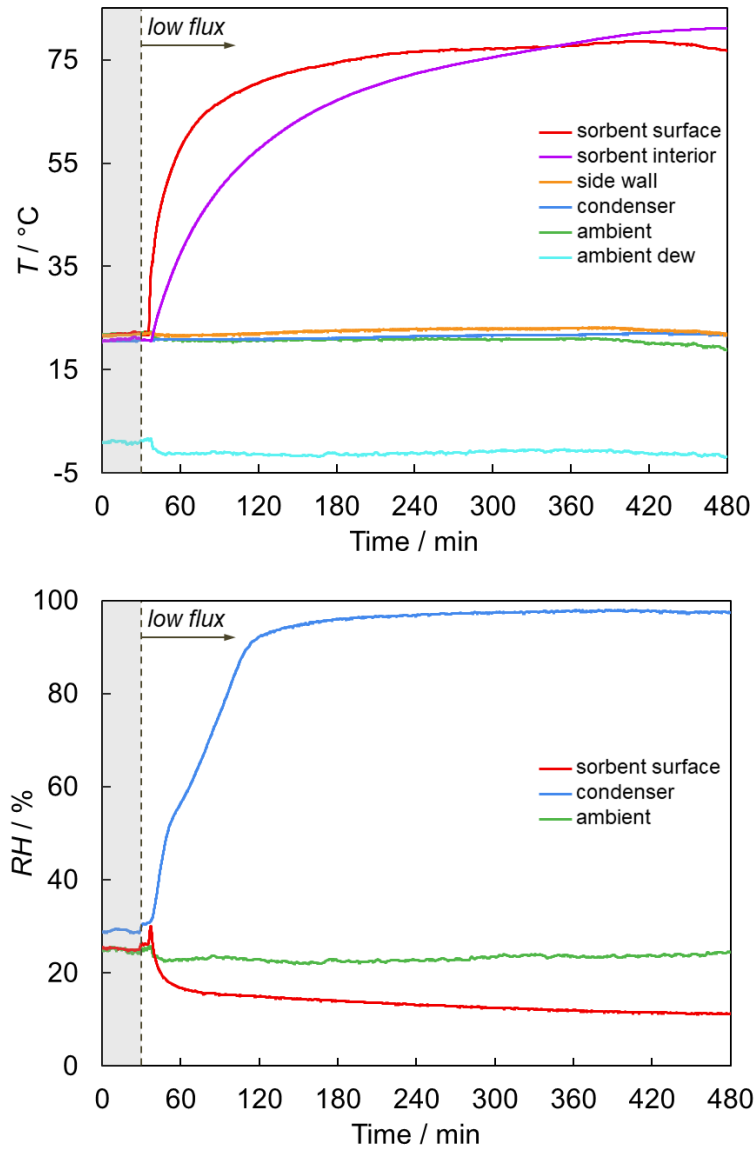 low flux
75
55
35
15
-5
T / °C
sorbent surface
sorbent interior
side wall
condenser
ambient
ambient dew
0 60 120 180 240 300 360 420 480
Time / min
low flux
100
80
60
40
20
0
RH / %
sorbent surface
condenser
ambient
0 60 120 180 240 300 360 420 480
Time / min